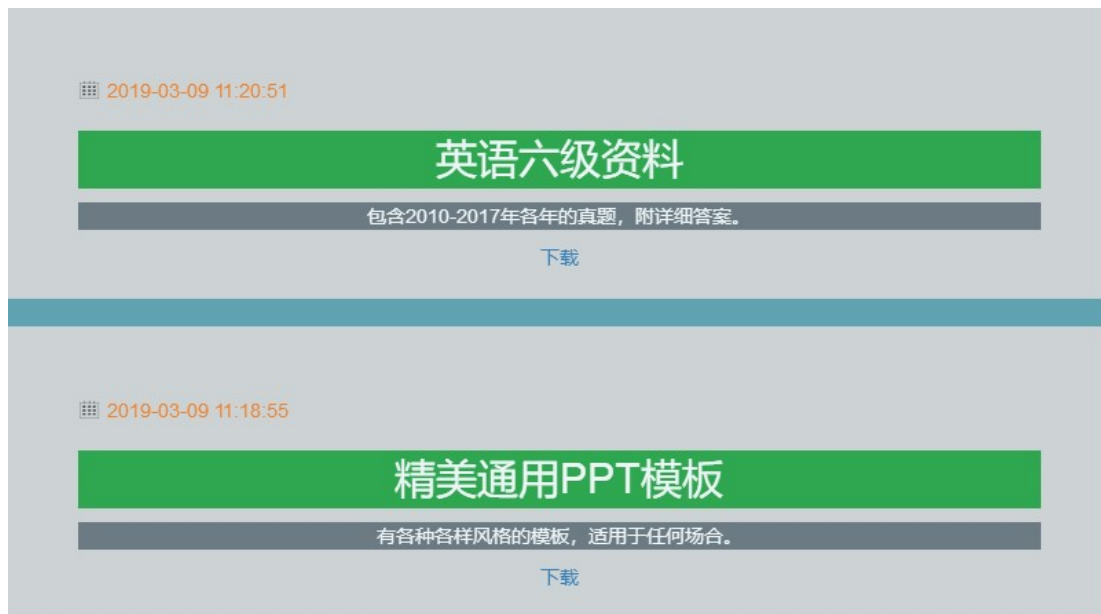 2019-03-09 11:20:51
英语六级资料
包含2010-2017年各年的真题，附详细答案。
下载
2019-03-09 11:18:55
精美通用PPT模板
有各种各样风格的模板，适用于任何场合。
下载